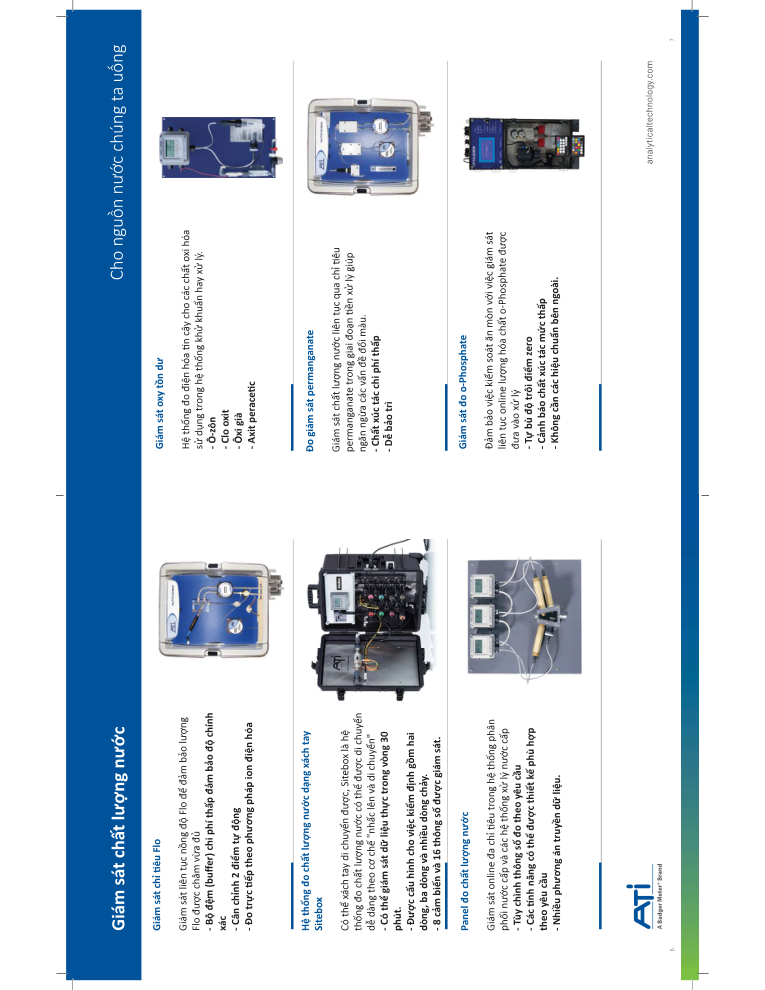 Giám sát chất lượng nước
Giám sát chỉ tiêu Flo
Giám sát liên tục nồng độ Flo để đảm bảo lượng
Flo được châm vừa đủ
- Bộ đệm (buffer) chi phí thấp đảm bảo độ chính
xác
- Cân chỉnh 2 điểm tự động
- Đo trực tiếp theo phương pháp ion điện hóa
Hệ thống đo chất lượng nước dạng xách tay
Sitebox
Có thể xách tay di chuyển được, Sitebox là hệ
thống đo chất lượng nước có thể được di chuyển
dễ dàng theo cơ chế "nhấc lên và di chuyển"
- Có thể giám sát dữ liệu thực trong vòng 30
phút.
- Được cấu hình cho việc kiểm định gồm hai
dòng, ba dòng và nhiều dòng chảy.
- 8 cảm biến và 16 thông số được giám sát.
Panel đo chất lượng nước
Giám sát online đa chỉ tiêu trong hệ thống phân
phối nước cấp và các hệ thống xử lý nước cấp
- Tùy chỉnh thông số đo theo yêu cầu
- Các tính năng có thể được thiết kế phù hợp
theo yêu cầu
- Nhiều phương án truyền dữ liệu.
ATi
A Badger Meter® Brand
6
Cho nguồn nước chúng ta uống
Giám sát oxy tồn dư
Hệ thống đo điện hóa tin cậy cho các chất oxi hóa
sử dụng trong hệ thống khử khuẩn hay xử lý.
- Ô-zôn
- Clo oxit
- Ôxi già
- Axit peracetic
Đo giám sát permanganate
Giám sát chất lượng nước liên tục qua chỉ tiêu
permanganate trong giai đoạn tiền xử lý giúp
ngăn ngừa các vấn đề đổi màu.
- Chất xúc tác chi phí thấp
- Dễ bảo trì
Giám sát đo o-Phosphate
Đảm bảo việc kiểm soát ăn mòn với việc giám sát
liên tục online lượng hóa chất o-Phosphate được
đưa vào xử lý
- Tự bù độ trôi điểm zero
- Cảnh báo chất xúc tác mức thấp
- Không cần các hiệu chuẩn bên ngoài.
analyticaltechnology.com
7